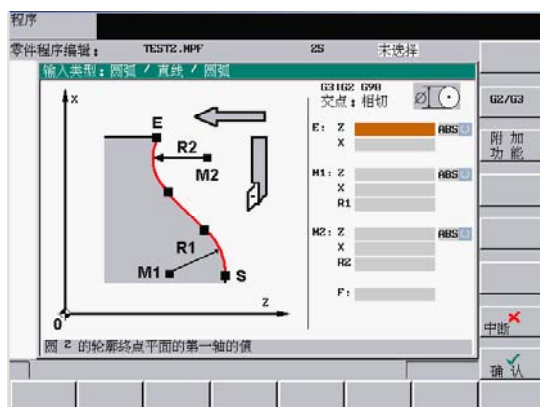 程序
零件程序编辑: TEST2.MPF 25 未选择
输入类型: 圆弧 / 直线 / 圆弧
X
E
R2
M2
R1
M1
S
Z
0
G3IG2 G90
交点: 相切
E: Z ABS
X
M1: Z ABS
X
R1
M2: Z ABS
X
R2
F:
圆 2 的轮廓终点平面的第一轴的值
G2/G3
附 加
功 能
中断
确 认